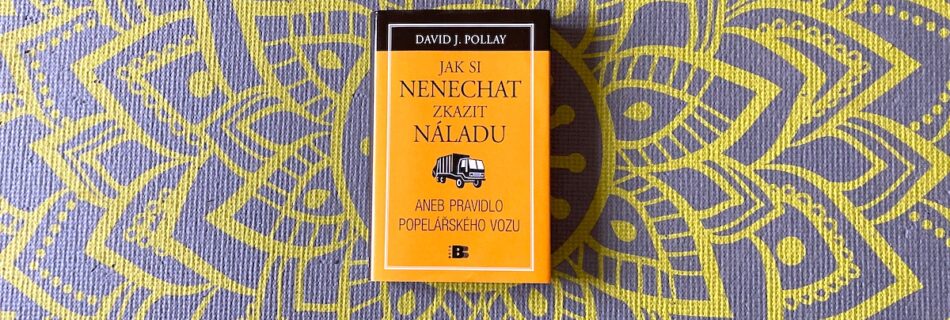 DAVID J. POLLAY
JAK SI
NENECHAT
ZKAZIT
NÁLADU
ANEB PRAVIDLO
POPELÁŘSKÉHO VOZU
B